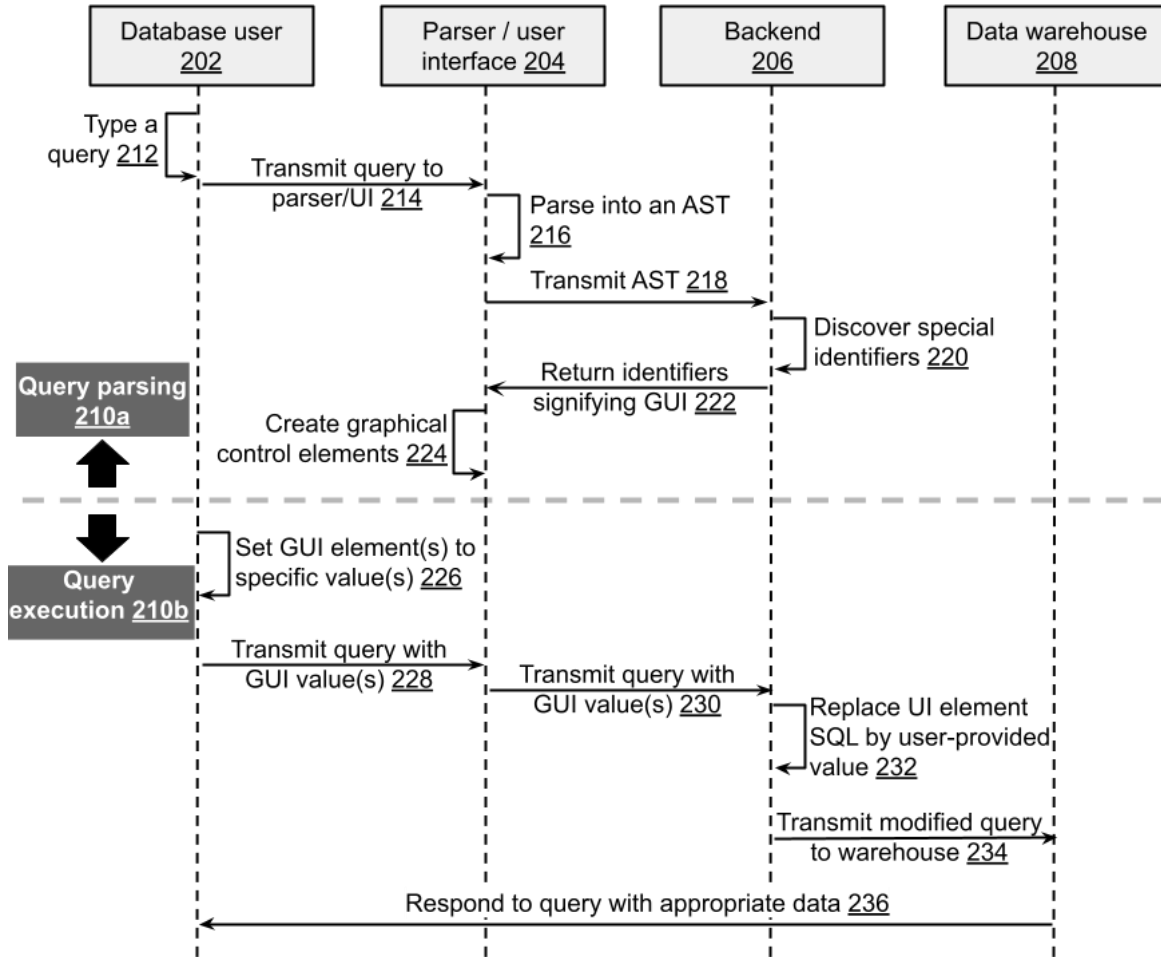 Database user
202
Parser / user
interface 204
Backend
206
Data warehouse
208
Type a
query 212
Transmit query to
parser/UI 214
Parse into an AST
216
Transmit AST 218
Discover special
identifiers 220
Return identifiers
signifying GUI 222
Query parsing
210a
Create graphical
control elements 224
Set GUI element(s) to
specific value(s) 226
Query
execution 210b
Transmit query with
GUI value(s) 228
Transmit query with
GUI value(s) 230
Replace UI element
SQL by user-provided
value 232
Transmit modified query
to warehouse 234
Respond to query with appropriate data 236